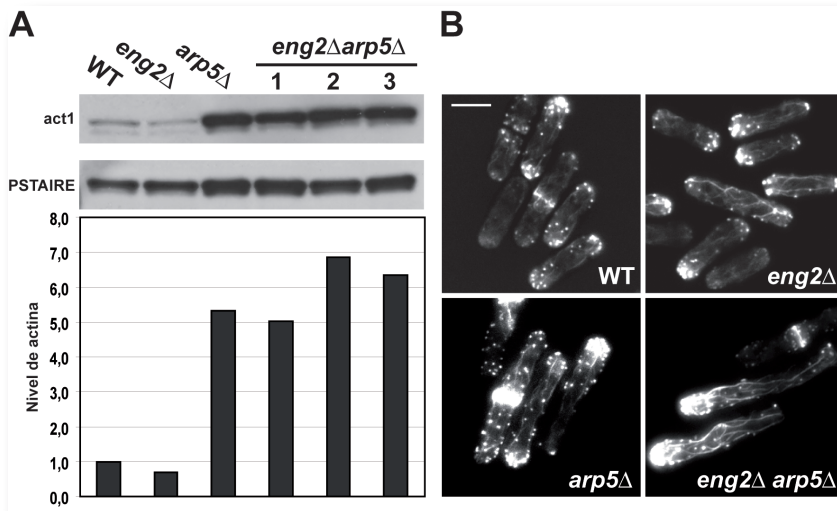 A
WT
eng2Δ
arp5Δ
eng2Δarp5Δ
1 2 3
act1
PSTAIRE
Nivel de actina
8,0
7,0
6,0
5,0
4,0
3,0
2,0
1,0
0,0
B
WT
eng2Δ
arp5Δ
eng2Δ arp5Δ